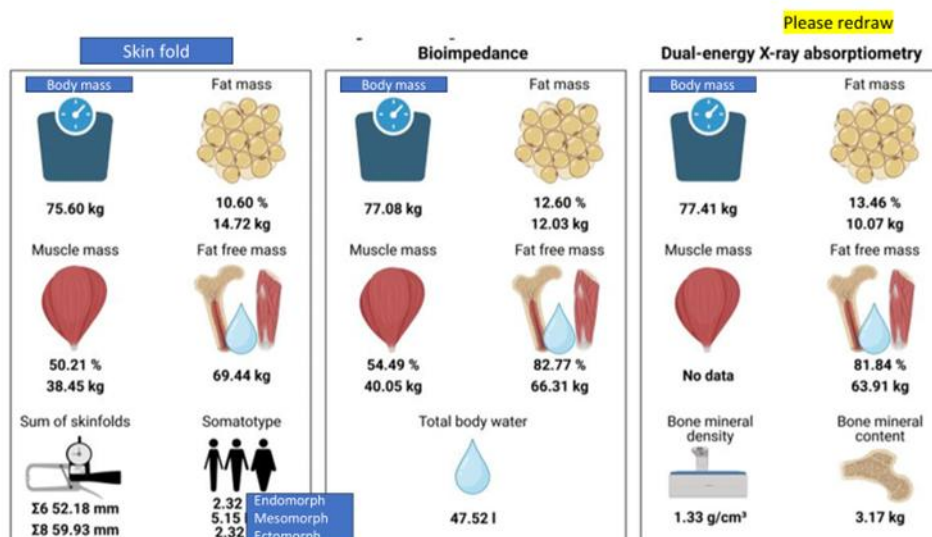 Please redraw
Skin fold
Bioimpedance
Dual-energy X-ray absorptiometry
Body mass
Fat mass
75.60 kg
10.60 %
14.72 kg
Muscle mass
Fat free mass
50.21 %
38.45 kg
69.44 kg
Sum of skinfolds
Somatotype
Σ6 52.18 mm
Σ8 59.93 mm
2.32 Endomorph
5.15 Mesomorph
2.32 Ectomorph
Body mass
Fat mass
77.08 kg
12.60 %
12.03 kg
Muscle mass
Fat free mass
54.49 %
40.05 kg
82.77 %
66.31 kg
Total body water
47.52 l
Body mass
Fat mass
77.41 kg
13.46 %
10.07 kg
Muscle mass
Fat free mass
No data
81.84 %
63.91 kg
Bone mineral
density
Bone mineral
content
1.33 g/cm³
3.17 kg